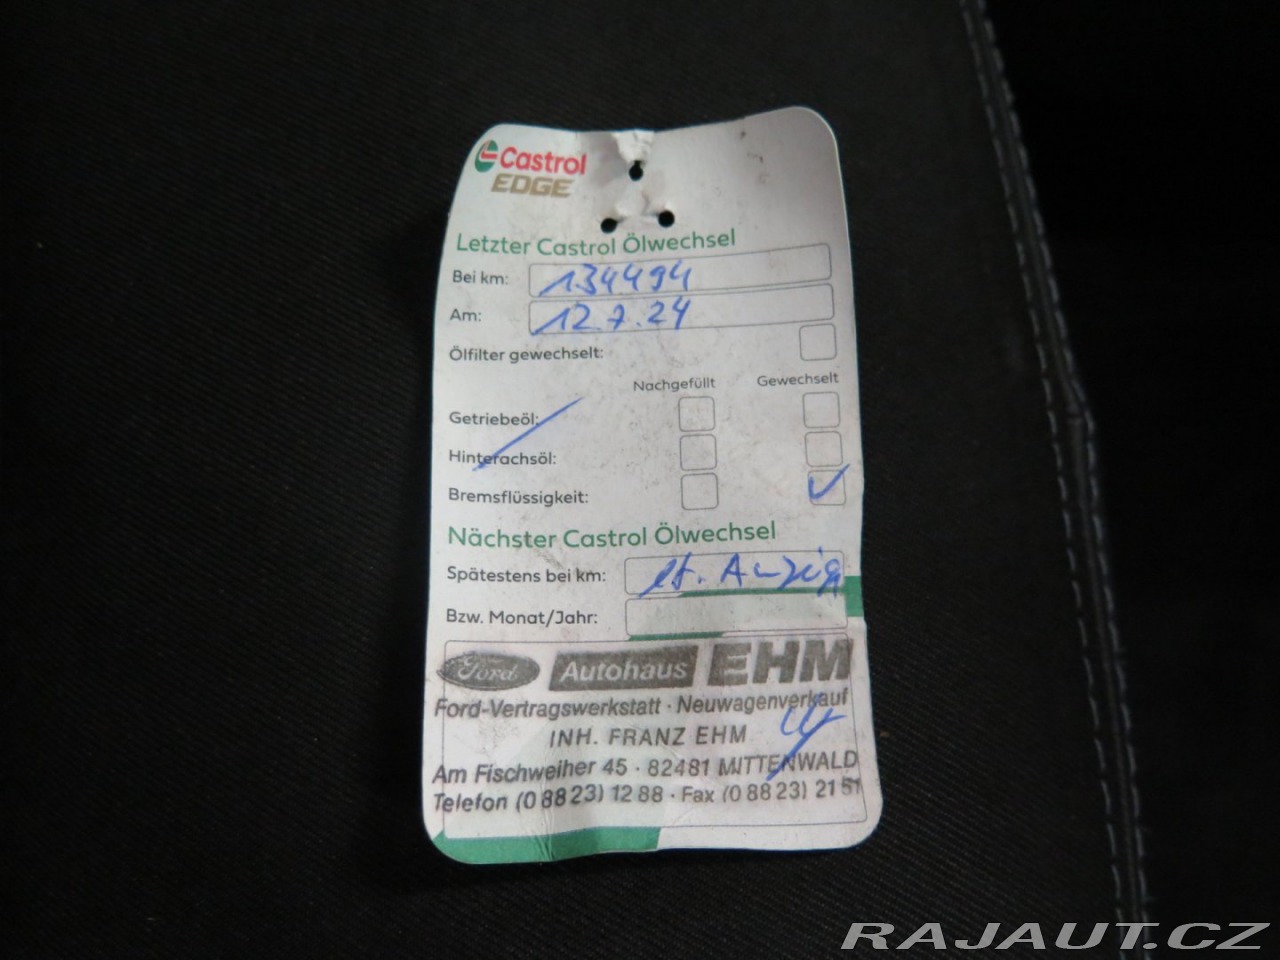 Castrol
EDGE
Letzter Castrol Ölwechsel
Bei km: 134494
Am: 12.7.24
Ölfilter gewechselt:
Nachgefüllt Gewechselt
Getriebeöl:
Hinterachsöl:
Bremsflüssigkeit:
Nächster Castrol Ölwechsel
Spätestens bei km: lt. Anzeige
Bzw. Monat/Jahr:
Ford Autohaus EHM
Ford-Vertragswerkstatt · Neuwagenverkauf
INH. FRANZ EHM
Am Fischweiher 45 · 82481 MITTENWALD
Telefon (0 88 23) 12 88 · Fax (0 88 23) 21 51
RAJAUT.CZ